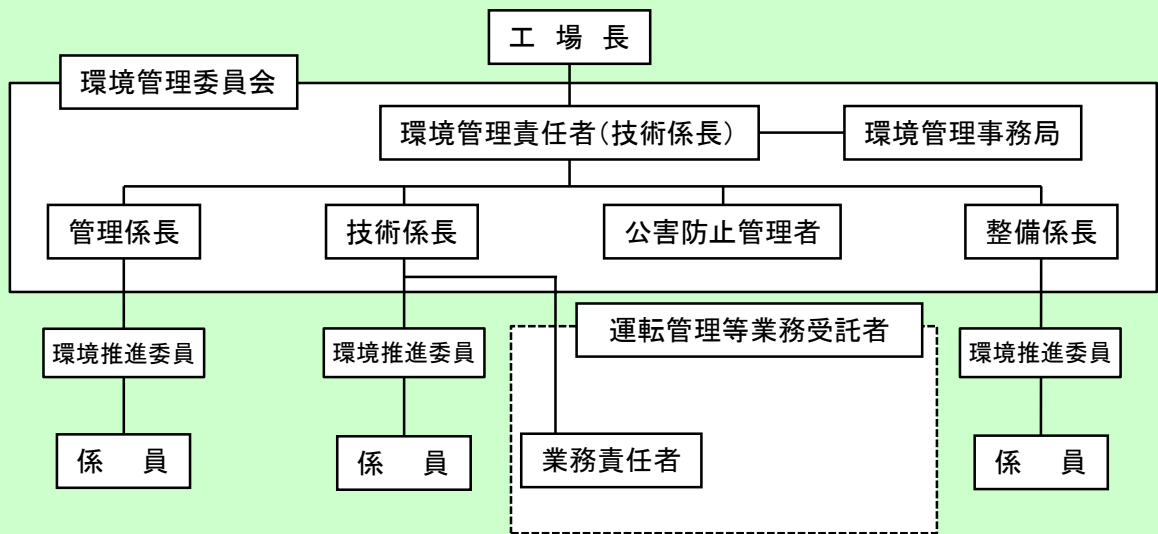 工 場 長
環境管理委員会
環境管理責任者(技術係長)
環境管理事務局
管理係長
技術係長
公害防止管理者
整備係長
運転管理等業務受託者
環境推進委員
環境推進委員
環境推進委員
係 員
係 員
業務責任者
係 員